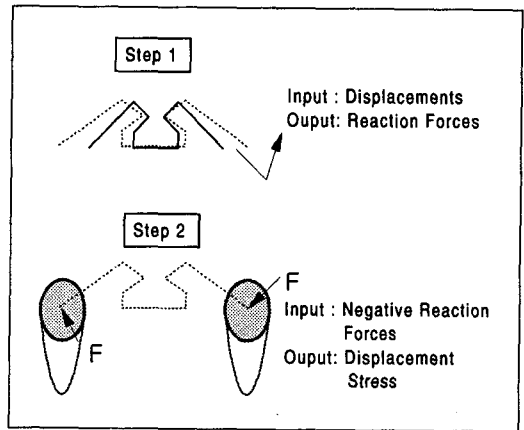 Step 1
Input : Displacements
Ouput: Reaction Forces
Step 2
F
F
Input : Negative Reaction
Forces
Ouput: Displacement
Stress